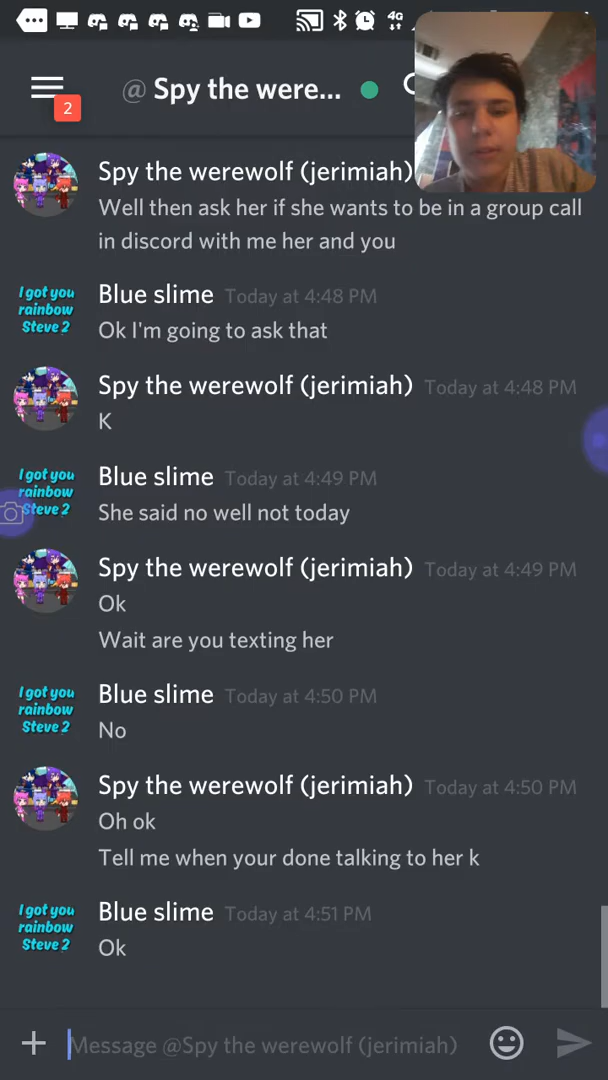 4G
2
@ Spy the were...
Spy the werewolf (jerimiah)
Well then ask her if she wants to be in a group call
in discord with me her and you
I got you
rainbow
Steve 2
Blue slime Today at 4:48 PM
Ok I'm going to ask that
Spy the werewolf (jerimiah) Today at 4:48 PM
K
I got you
rainbow
Steve 2
Blue slime Today at 4:49 PM
She said no well not today
Spy the werewolf (jerimiah) Today at 4:49 PM
Ok
Wait are you texting her
I got you
rainbow
Steve 2
Blue slime Today at 4:50 PM
No
Spy the werewolf (jerimiah) Today at 4:50 PM
Oh ok
Tell me when your done talking to her k
I got you
rainbow
Steve 2
Blue slime Today at 4:51 PM
Ok
Message @Spy the werewolf (jerimiah)